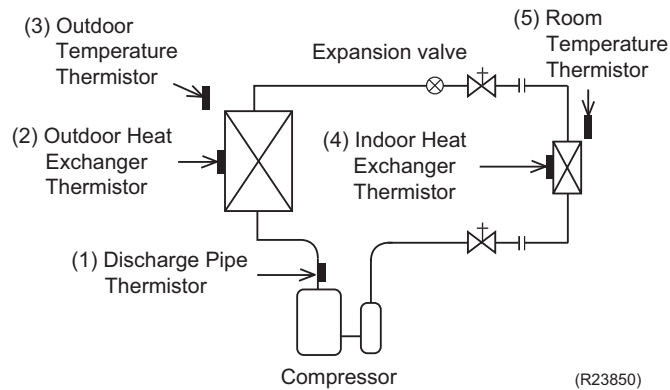 (3) Outdoor
Temperature
Thermistor
Expansion valve
(5) Room
Temperature
Thermistor
(2) Outdoor Heat
Exchanger
Thermistor
(4) Indoor Heat
Exchanger
Thermistor
(1) Discharge Pipe
Thermistor
Compressor
(R23850)